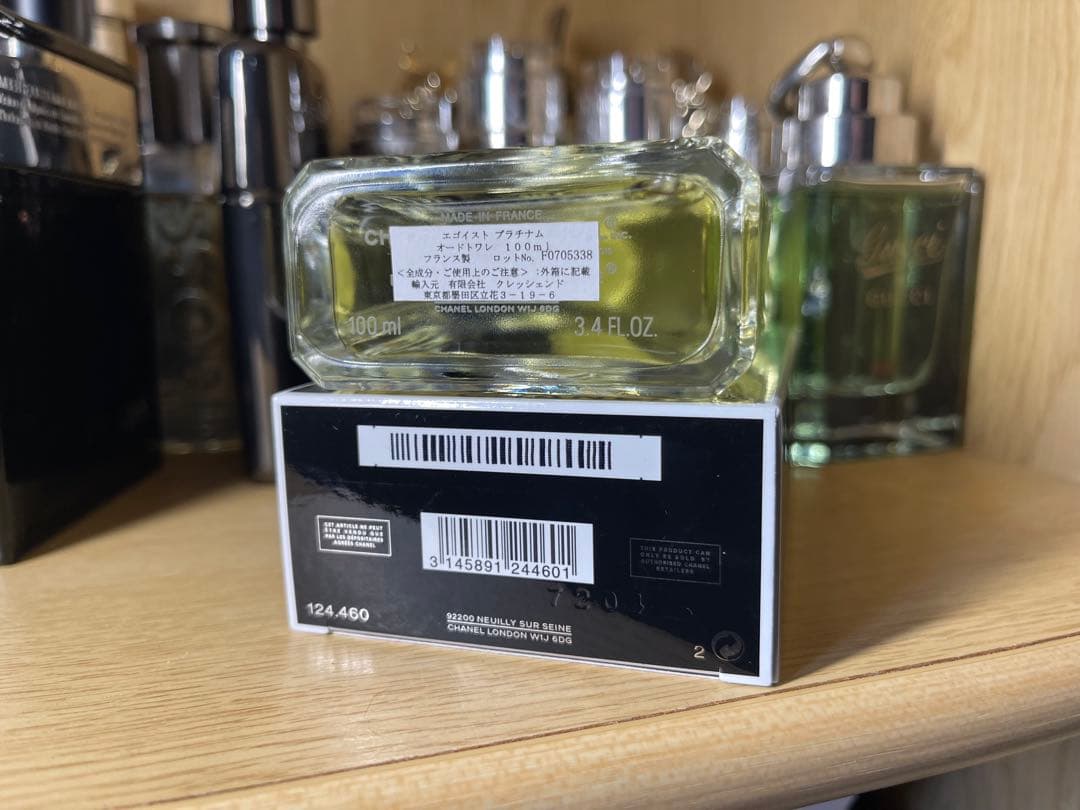 MADE IN FRANCE
CH
INC.
エゴイスト プラチナム
オードトワレ 100ml
フランス製 ロットNo. F0705338
<全成分・ご使用上のご注意>:外箱に記載
輸入元 有限会社 クレッシェンド
東京都墨田区立花3-19-6
CHANEL LONDON W1J 6DG
100 ml 3.4 FL.OZ.
Gucci
GUCCI
CET ARTICLE NE PEUT
ÊTRE VENDU QUE
PAR LES DÉPOSITAIRES
AGRÉÉS CHANEL
3 145891 244601
THIS PRODUCT CAN
ONLY BE SOLD BY
AUTHORISED CHANEL
RETAILERS
7203
124.460
92200 NEUILLY SUR SEINE
CHANEL LONDON W1J 6DG
2